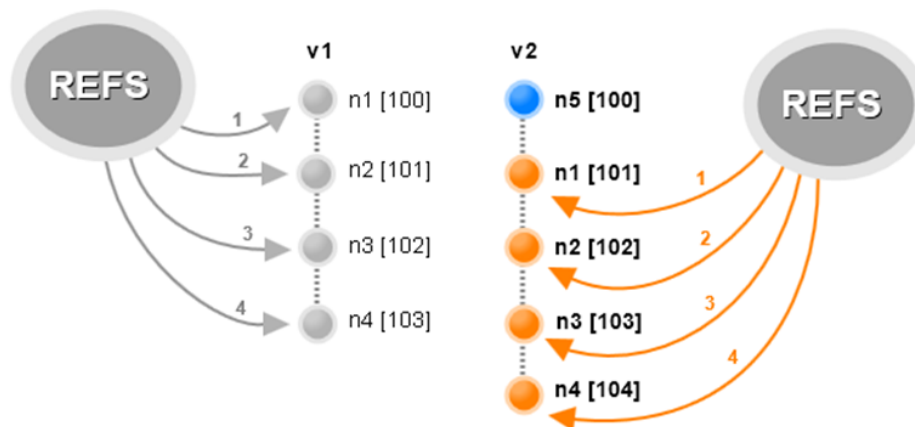 REFS
v1
1
n1 [100]
2
n2 [101]
3
n3 [102]
4
n4 [103]
v2
n5 [100]
n1 [101]
n2 [102]
n3 [103]
n4 [104]
REFS
1
2
3
4